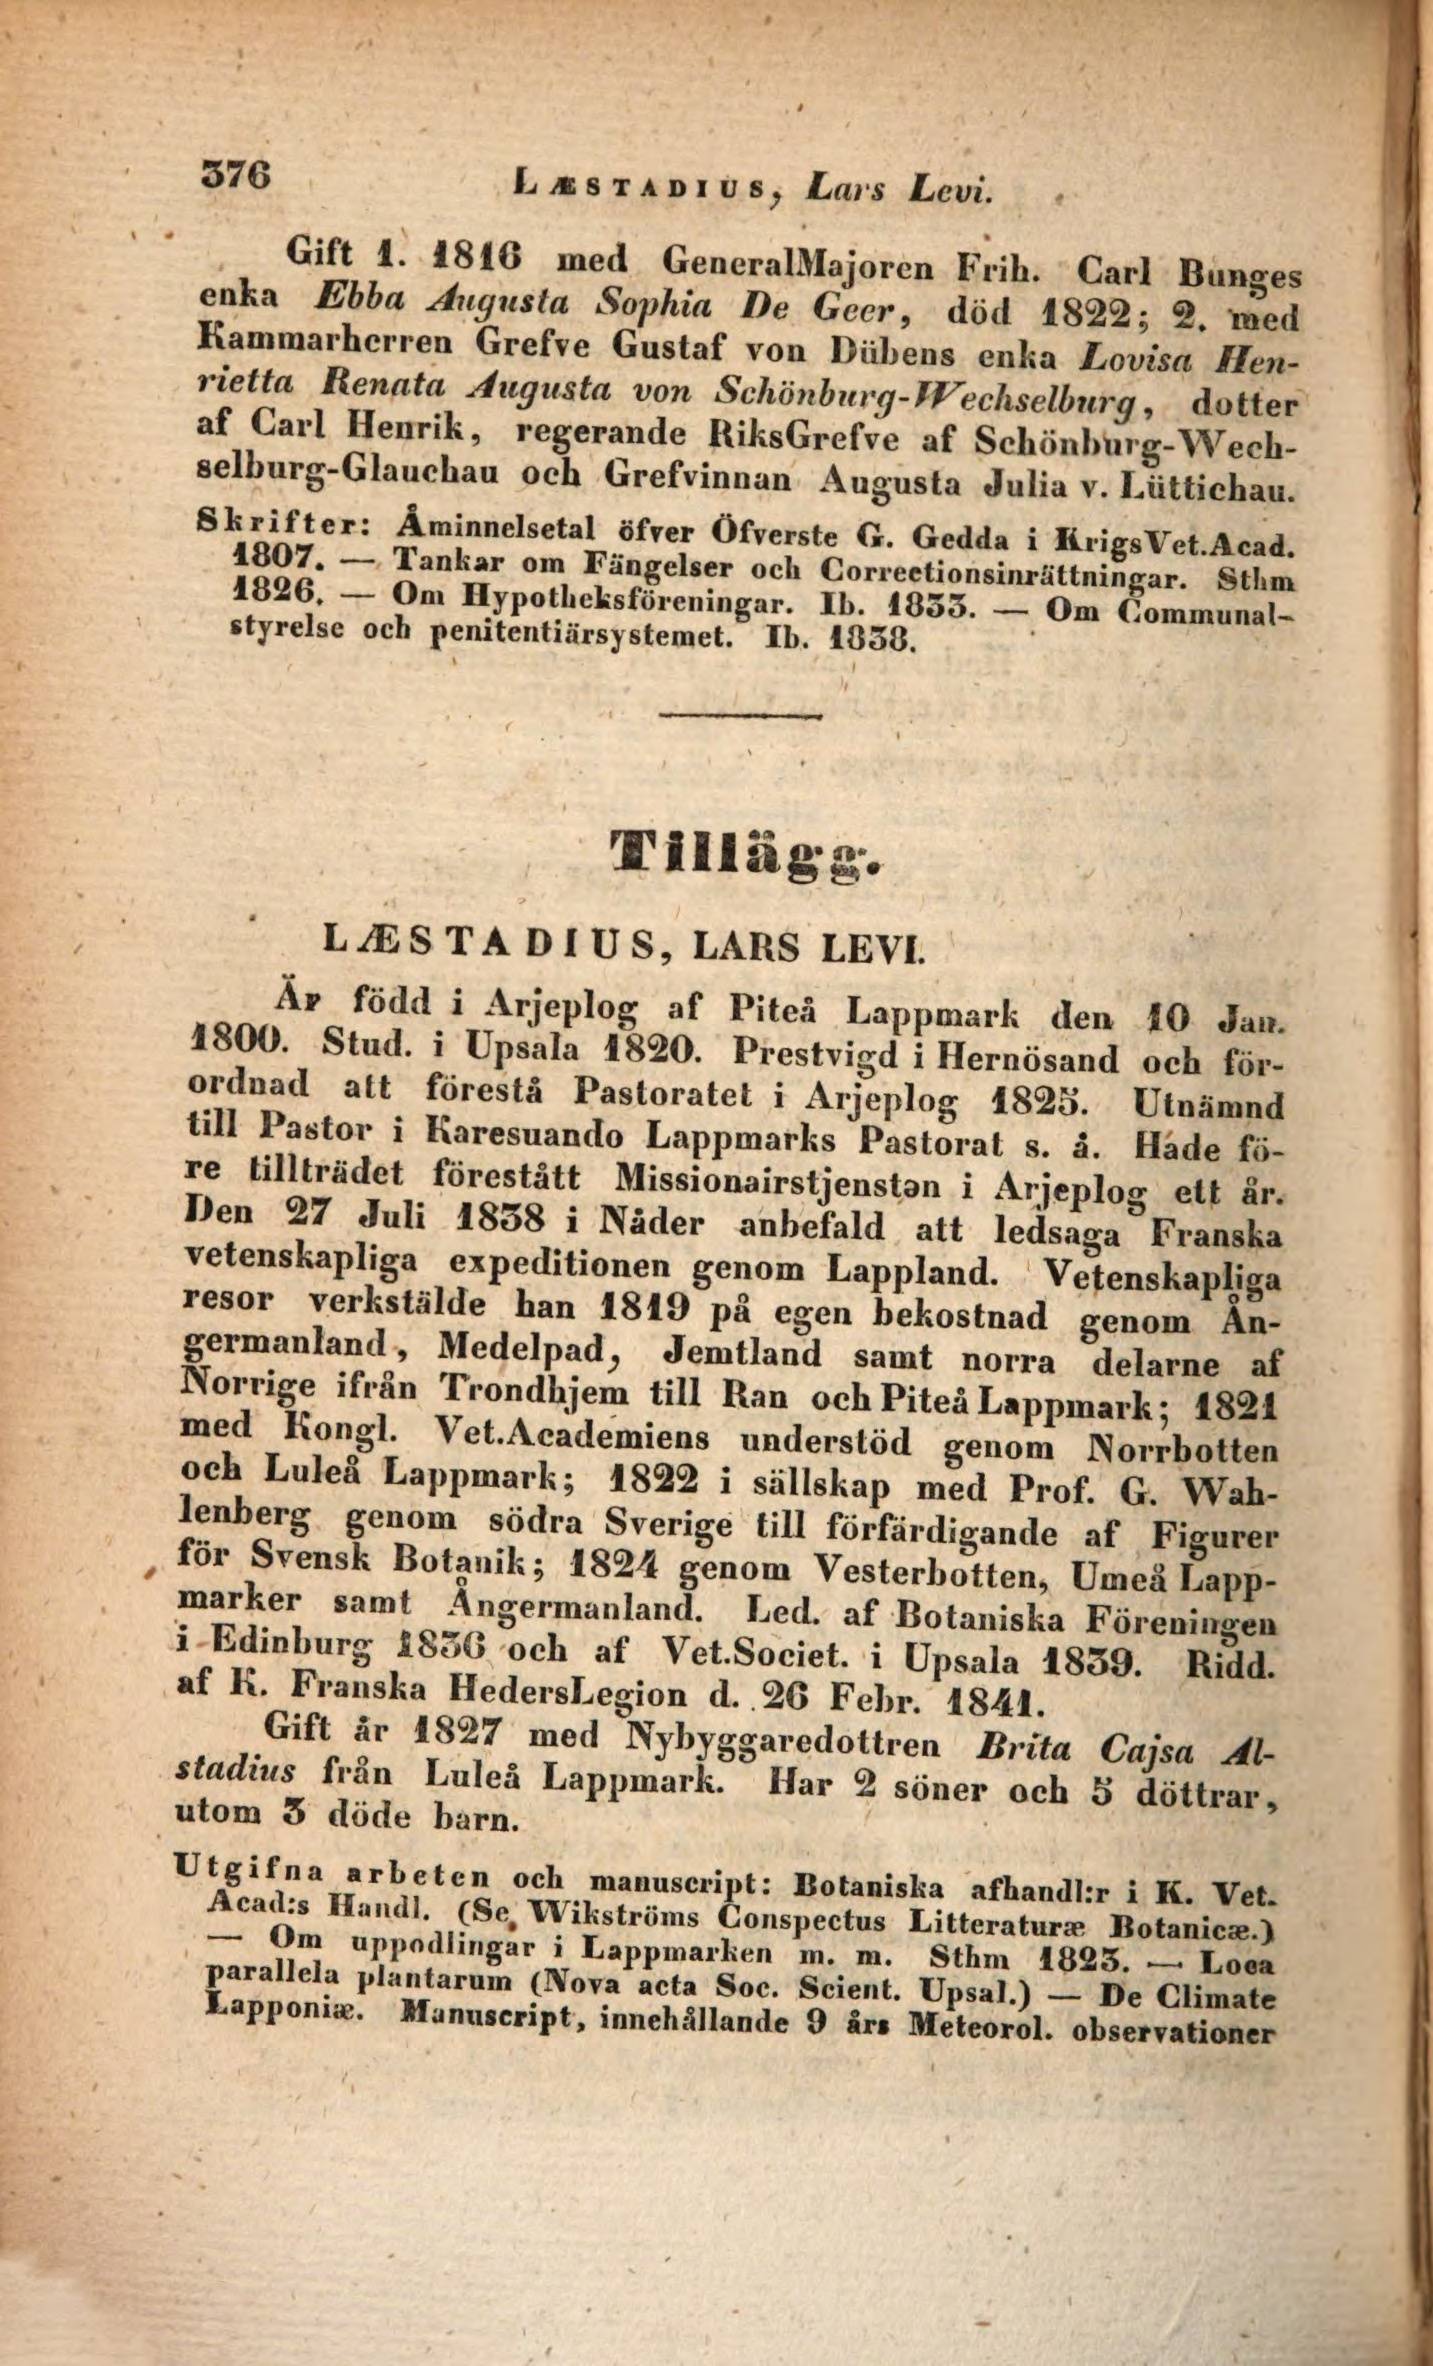 376
LÆSTADIUS, Lars Levi.
Gift 1. 1816 med GeneralMajoren Frih. Carl Bunges
enka Ebba Augusta Sophia De Geer, död 1822; 2. med
Kammarherren Grefve Gustaf von Dübens enka Lovisa Hen-
rietta Renata Augusta von Schönburg-Wechselburg, dotter
af Carl Henrik, regerande RiksGrefve af Schönburg-Wech-
selburg-Glauchau och Grefvinnan Augusta Julia v. Lüttichau.
Skrifter: Åminnelsetal öfver Öfverste G. Gedda i KrigsVet.Acad.
1807. — Tankar om Fängelser och Correctionsinrättningar. Sthm
1826. — Om Hypotheksföreningar. Ib. 1833. — Om Communal-
styrelse och penitentiärsystemet. Ib. 1838.
Tillägg.
LÆSTADIUS, LARS LEVI.
Är född i Arjeplog af Piteå Lappmark den 10 Jan.
1800. Stud. i Upsala 1820. Prestvigd i Hernösand och för-
ordnad att förestå Pastoratet i Arjeplog 1825. Utnämnd
till Pastor i Karesuando Lappmarks Pastorat s. å. Hade fö-
re tillträdet förestått Missionairstjensten i Arjeplog ett år.
Den 27 Juli 1838 i Nåder anbefald att ledsaga Franska
vetenskapliga expeditionen genom Lappland. Vetenskapliga
resor verkstälde han 1819 på egen bekostnad genom Ån-
germanland, Medelpad, Jemtland samt norra delarne af
Norrige ifrån Trondhjem till Ran och Piteå Lappmark; 1821
med Kongl. Vet.Academiens understöd genom Norrbotten
och Luleå Lappmark; 1822 i sällskap med Prof. G. Wah-
lenberg genom södra Sverige till förfärdigande af Figurer
för Svensk Botanik; 1824 genom Vesterbotten, Umeå Lapp-
marker samt Ångermanland. Led. af Botaniska Föreningen
i Edinburg 1836 och af Vet.Societ. i Upsala 1839. Ridd.
af K. Franska HedersLegion d. 26 Febr. 1841.
Gift år 1827 med Nybyggaredottren Brita Cajsa Al-
stadius från Luleå Lappmark. Har 2 söner och 5 döttrar,
utom 3 döde barn.
Utgifna arbeten och manuscript: Botaniska afhandl:r i K. Vet.
Acad:s Handl. (Se Wikströms Conspectus Litteraturæ Botanicæ.)
— Om uppodlingar i Lappmarken m. m. Sthm 1823. — Loca
parallela plantarum (Nova acta Soc. Scient. Upsal.) — De Climate
Lapponiæ. Manuscript, innehållande 9 års Meteorol. observationer